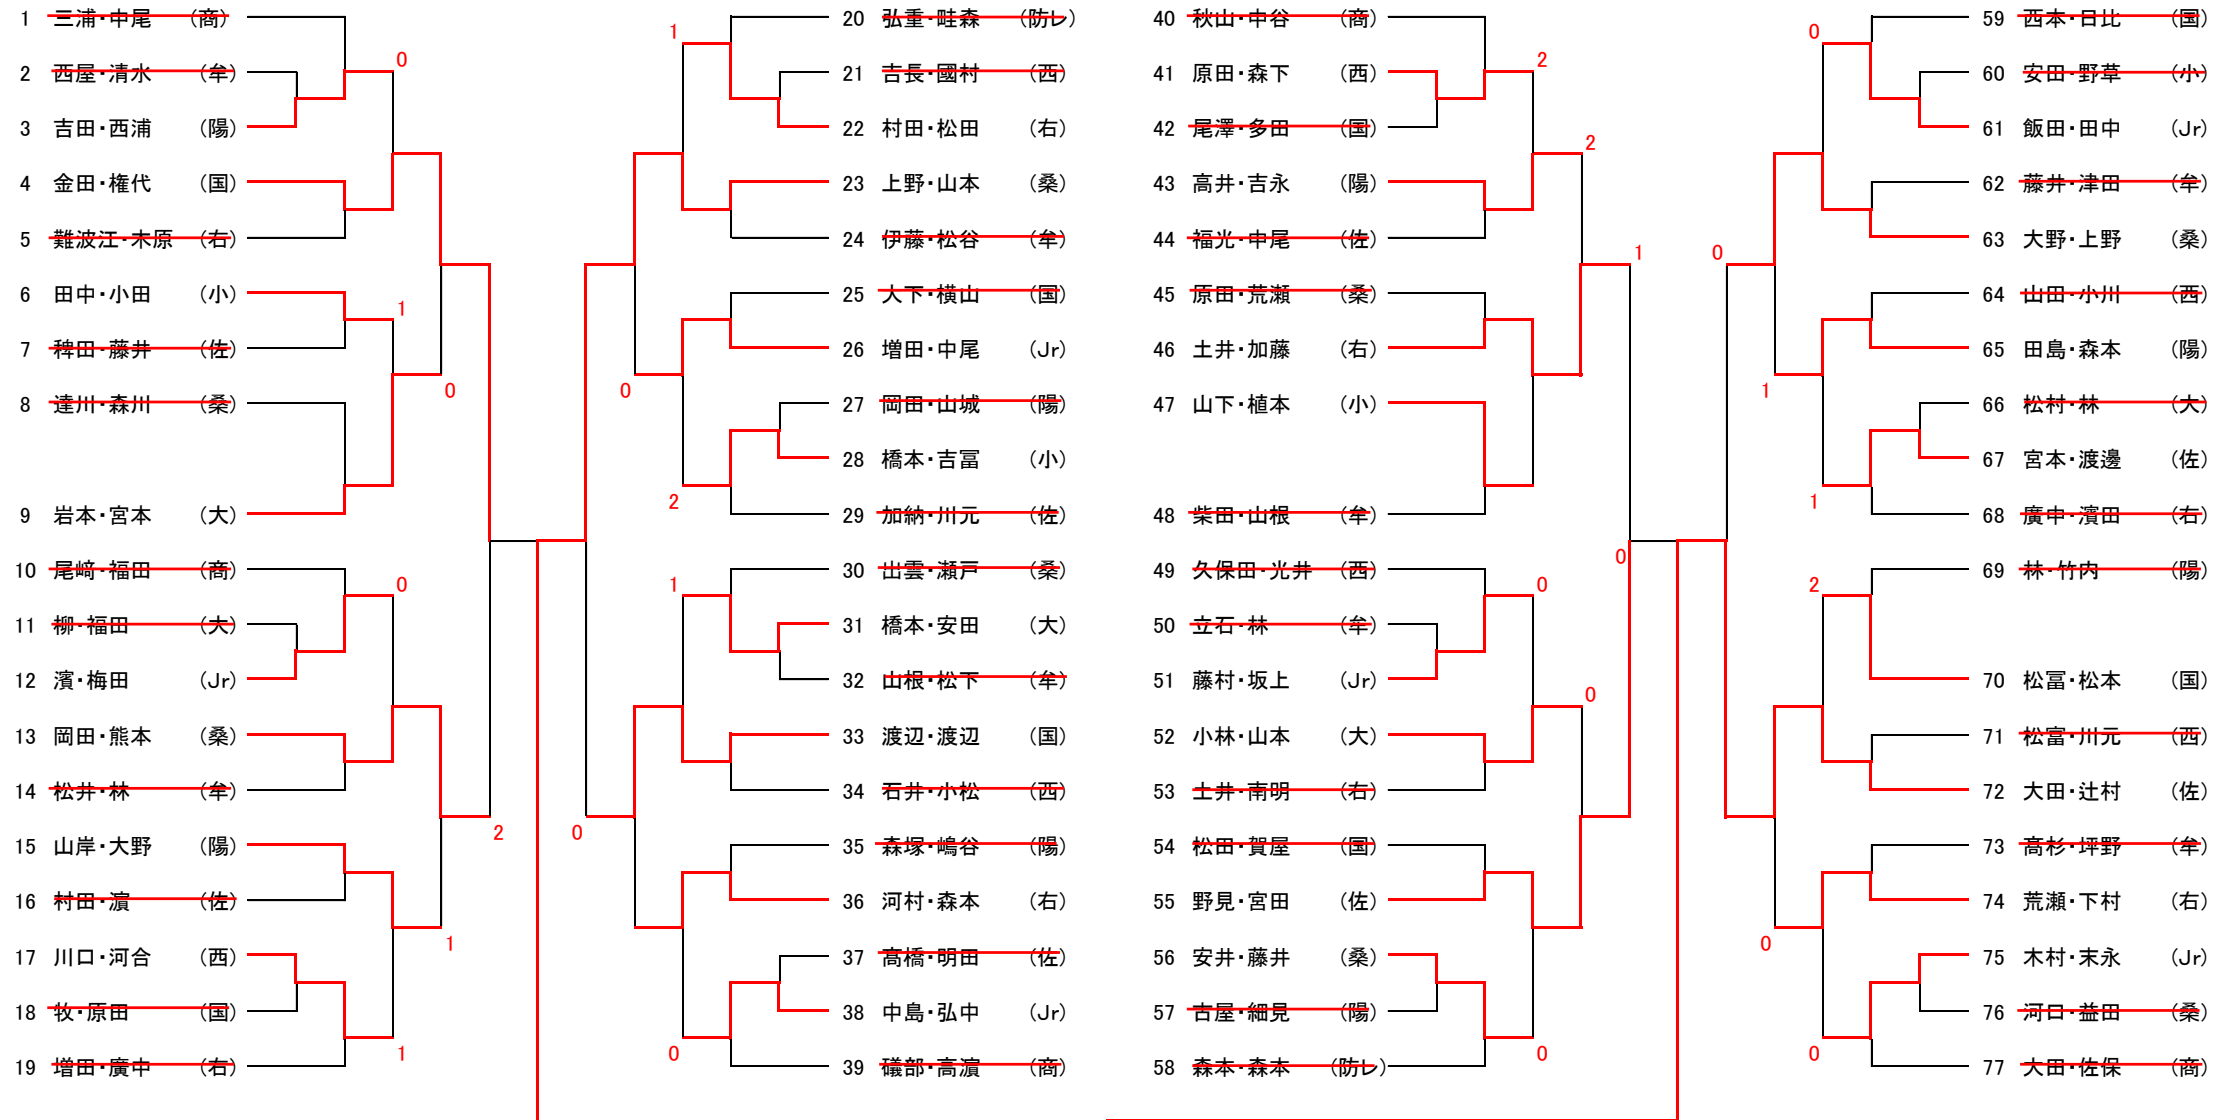 1 三浦・中尾 (商)
2 西屋・清水 (牟)
3 吉田・西浦 (陽)
4 金田・権代 (国)
5 難波江・木原 (右)
6 田中・小田 (小)
7 稗田・藤井 (佐)
8 達川・森川 (桑)
9 岩本・宮本 (大)
10 尾﨑・福田 (商)
11 柳・福田 (大)
12 濱・梅田 (Jr)
13 岡田・熊本 (桑)
14 松井・林 (牟)
15 山岸・大野 (陽)
16 村田・濵 (佐)
17 川口・河合 (西)
18 牧・原田 (国)
19 増田・廣中 (右)
0
1
0
0
2
1
1
1
0
2
0
1
0
20 弘重・畦森 (防レ)
21 吉長・國村 (西)
22 村田・松田 (右)
23 上野・山本 (桑)
24 伊藤・松谷 (牟)
25 大下・横山 (国)
26 増田・中尾 (Jr)
27 岡田・山城 (陽)
28 橋本・吉冨 (小)
29 加納・川元 (佐)
30 出雲・瀬戸 (桑)
31 橋本・安田 (大)
32 山根・松下 (牟)
33 渡辺・渡辺 (国)
34 石井・小松 (西)
35 森塚・嶋谷 (陽)
36 河村・森本 (右)
37 高橋・明田 (佐)
38 中島・弘中 (Jr)
39 礒部・高濵 (商)
40 秋山・中谷 (商)
41 原田・森下 (西)
42 尾澤・多田 (国)
43 高井・吉永 (陽)
44 福光・中尾 (佐)
45 原田・荒瀬 (桑)
46 土井・加藤 (右)
47 山下・植本 (小)
48 柴田・山根 (牟)
49 久保田・光井 (西)
50 立石・林 (牟)
51 藤村・坂上 (Jr)
52 小林・山本 (大)
53 土井・南明 (右)
54 松田・賀屋 (国)
55 野見・宮田 (佐)
56 安井・藤井 (桑)
57 古屋・細見 (陽)
58 森本・森本 (防レ)
2
2
1
0
0
0
0
0
0
1
1
2
0
0
59 西本・日比 (国)
60 安田・野草 (小)
61 飯田・田中 (Jr)
62 藤井・津田 (牟)
63 大野・上野 (桑)
64 山田・小川 (西)
65 田島・森本 (陽)
66 松村・林 (大)
67 宮本・渡邊 (佐)
68 廣中・濱田 (右)
69 林・竹内 (陽)
70 松冨・松本 (国)
71 松富・川元 (西)
72 大田・辻村 (佐)
73 高杉・坪野 (牟)
74 荒瀬・下村 (右)
75 木村・末永 (Jr)
76 河口・益田 (桑)
77 大田・佐保 (商)